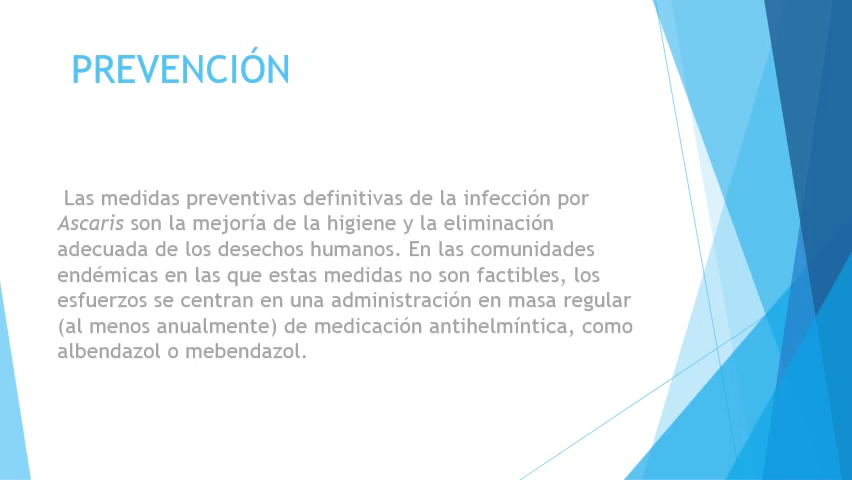 PREVENCIÓN
Las medidas preventivas definitivas de la infección por
Ascaris son la mejoría de la higiene y la eliminación
adecuada de los desechos humanos. En las comunidades
endémicas en las que estas medidas no son factibles, los
esfuerzos se centran en una administración en masa regular
(al menos anualmente) de medicación antihelmíntica, como
albendazol o mebendazol.